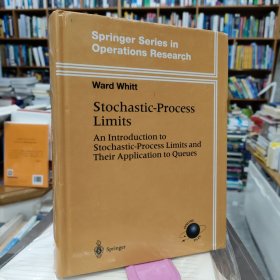 Springer Series in
Operations Research
Ward Whitt
Stochastic-Process
Limits
An Introduction to
Stochastic-Process Limits and
Their Application to Queues
Springer